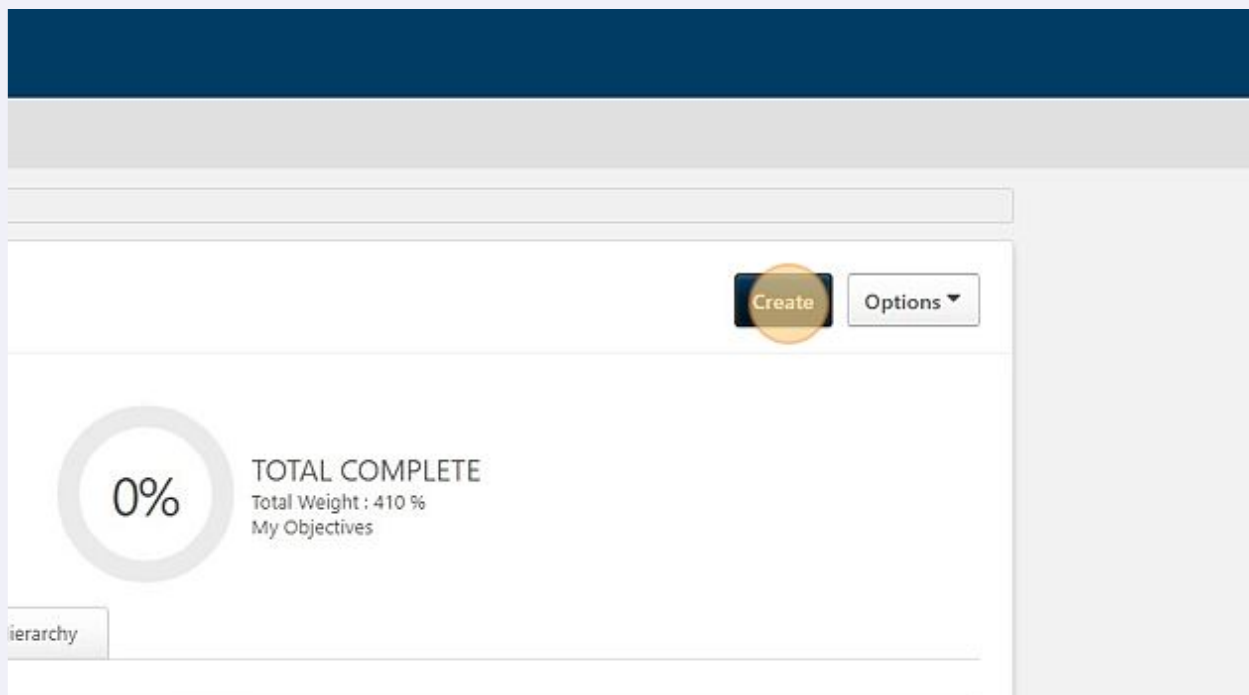 Create
Options
0%
TOTAL COMPLETE
Total Weight : 410 %
My Objectives
ierarchy